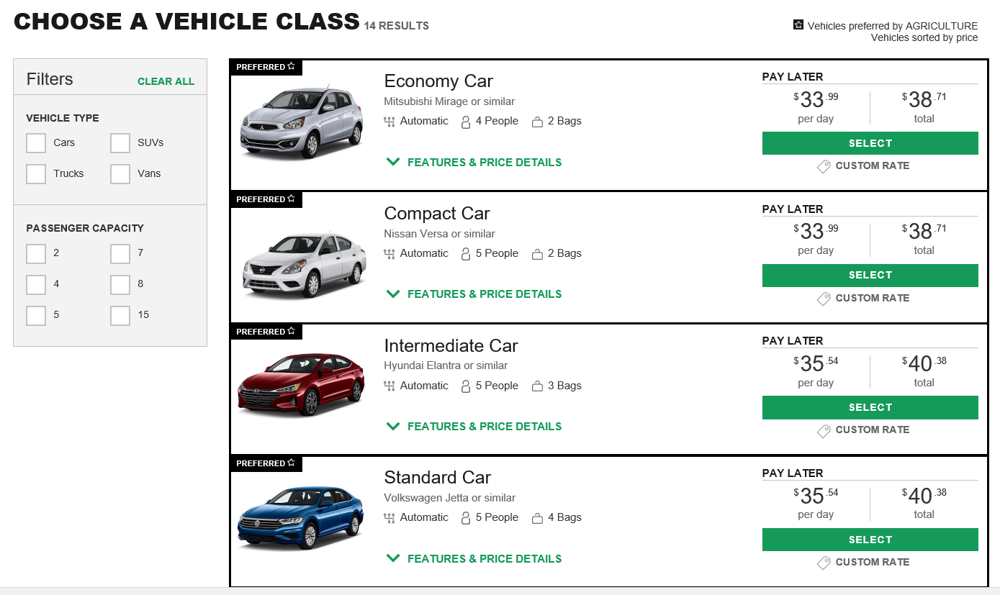 CHOOSE A VEHICLE CLASS 14 RESULTS
Vehicles preferred by AGRICULTURE
Vehicles sorted by price
Filters CLEAR ALL
VEHICLE TYPE
Cars SUVs
Trucks Vans
PASSENGER CAPACITY
2 7
4 8
5 15
PREFERRED
Economy Car
Mitsubishi Mirage or similar
Automatic 4 People 2 Bags
FEATURES & PRICE DETAILS
PAY LATER
$33.99 $38.71
per day total
SELECT
CUSTOM RATE
PREFERRED
Compact Car
Nissan Versa or similar
Automatic 5 People 2 Bags
FEATURES & PRICE DETAILS
PAY LATER
$33.99 $38.71
per day total
SELECT
CUSTOM RATE
PREFERRED
Intermediate Car
Hyundai Elantra or similar
Automatic 5 People 3 Bags
FEATURES & PRICE DETAILS
PAY LATER
$35.54 $40.38
per day total
SELECT
CUSTOM RATE
PREFERRED
Standard Car
Volkswagen Jetta or similar
Automatic 5 People 4 Bags
FEATURES & PRICE DETAILS
PAY LATER
$35.54 $40.38
per day total
SELECT
CUSTOM RATE